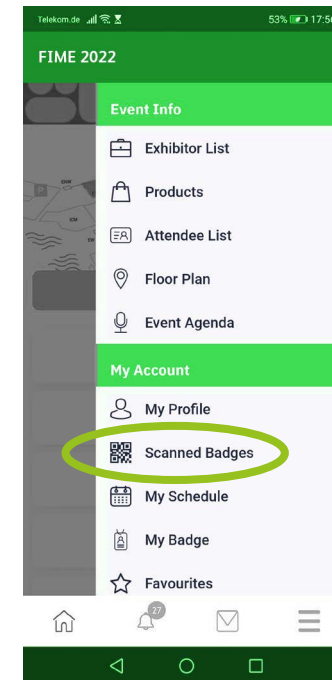 Telekom.de 53% 17:56
FIME 2022
Event Info
Exhibitor List
Products
Attendee List
Floor Plan
Event Agenda
My Account
My Profile
Scanned Badges
My Schedule
My Badge
Favourites
27